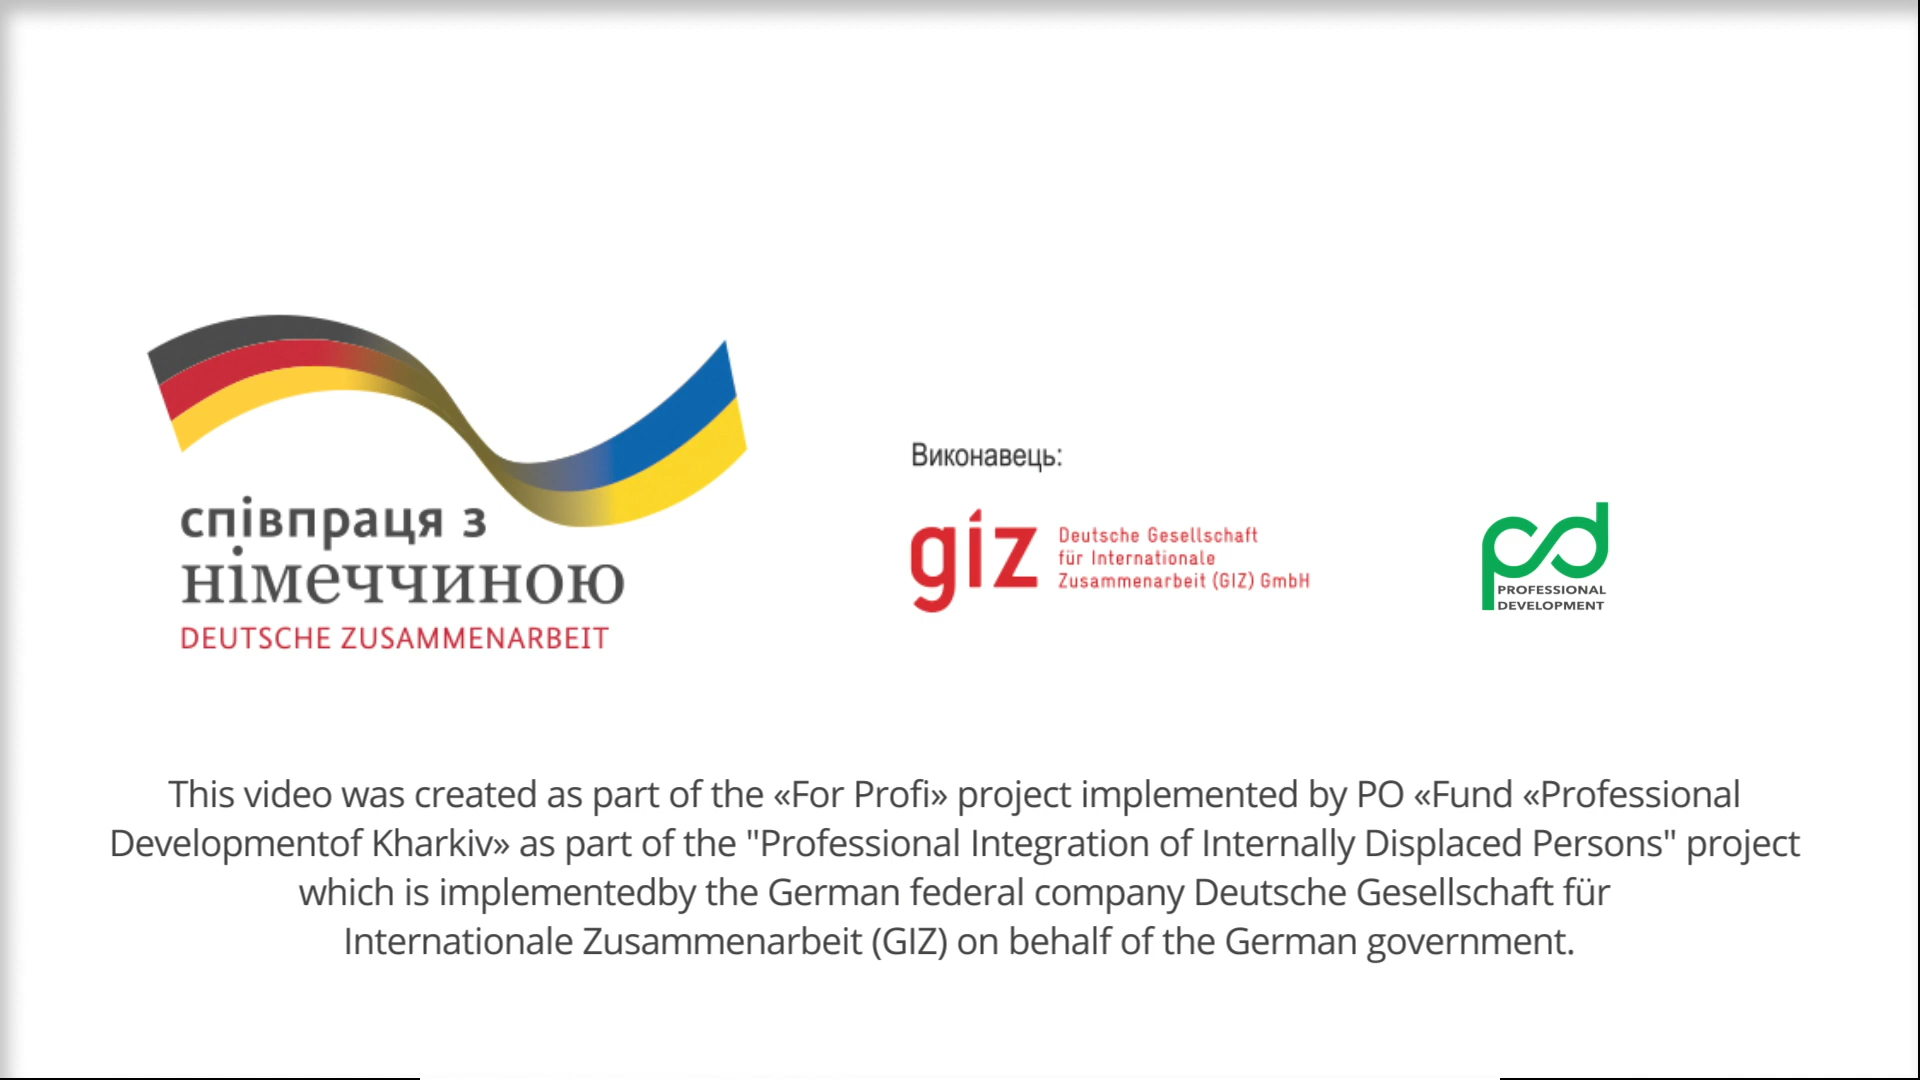 співпраця з
німеччиною
DEUTSCHE ZUSAMMENARBEIT
Виконавець:
giz
Deutsche Gesellschaft
für Internationale
Zusammenarbeit (GIZ) GmbH
pd
PROFESSIONAL
DEVELOPMENT
This video was created as part of the «For Profi» project implemented by PO «Fund «Professional
Developmentof Kharkiv» as part of the "Professional Integration of Internally Displaced Persons" project
which is implementedby the German federal company Deutsche Gesellschaft für
Internationale Zusammenarbeit (GIZ) on behalf of the German government.